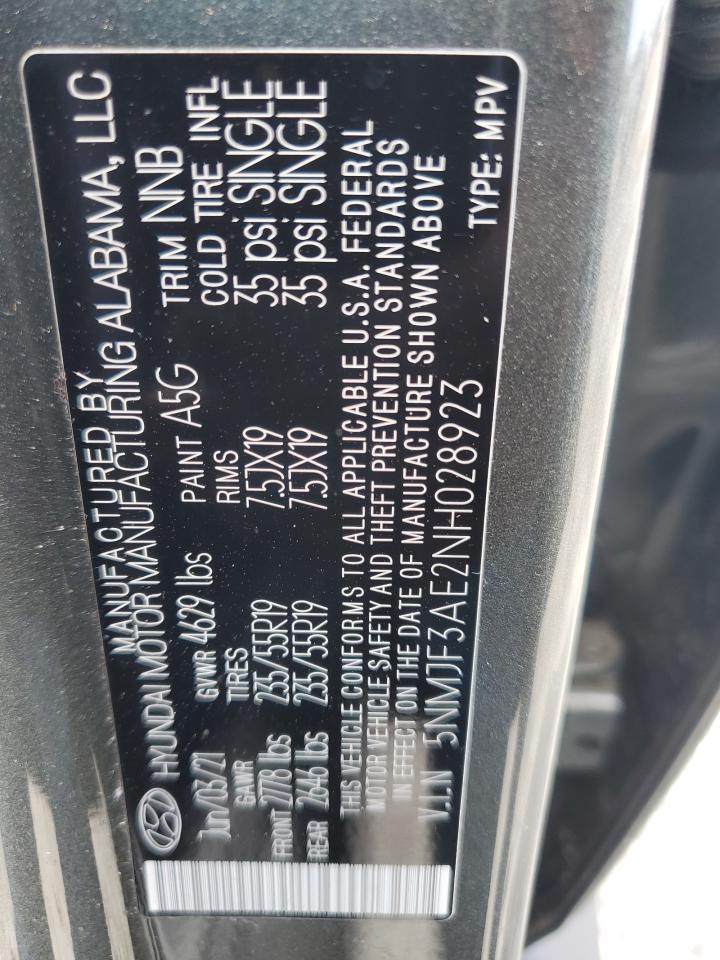 MANUFACTURED BY
HYUNDAI MOTOR MANUFACTURING ALABAMA, LLC
Jun/03/21 GVWR 4629 lbs PAINT A5G TRIM NNB
GAWR TIRES RIMS COLD TIRE INFL
FRONT 2778 lbs 235/55R19 7.5JX19 35 psi SINGLE
REAR 2646 lbs 235/55R19 7.5JX19 35 psi SINGLE
THIS VEHICLE CONFORMS TO ALL APPLICABLE U.S.A. FEDERAL
MOTOR VEHICLE SAFETY AND THEFT PREVENTION STANDARDS
IN EFFECT ON THE DATE OF MANUFACTURE SHOWN ABOVE
V.I.N 5NMJF3AE2NH028923
TYPE: MPV